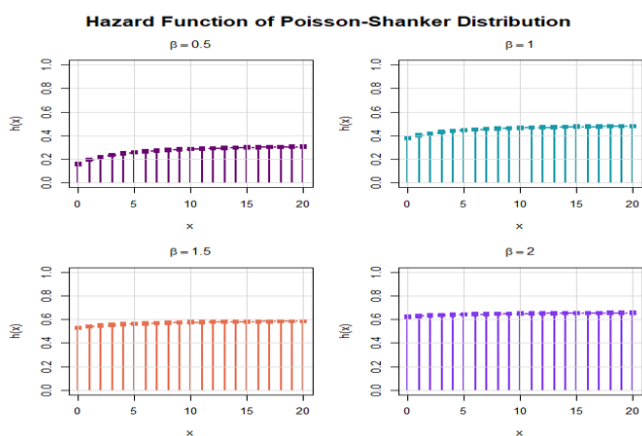 Hazard Function of Poisson-Shanker Distribution
β = 0.5
h(x)
1.0
0.8
0.6
0.4
0.2
0.0
0 5 10 15 20
x
β = 1
h(x)
1.0
0.8
0.6
0.4
0.2
0.0
0 5 10 15 20
x
β = 1.5
h(x)
1.0
0.8
0.6
0.4
0.2
0.0
0 5 10 15 20
x
β = 2
h(x)
1.0
0.8
0.6
0.4
0.2
0.0
0 5 10 15 20
x